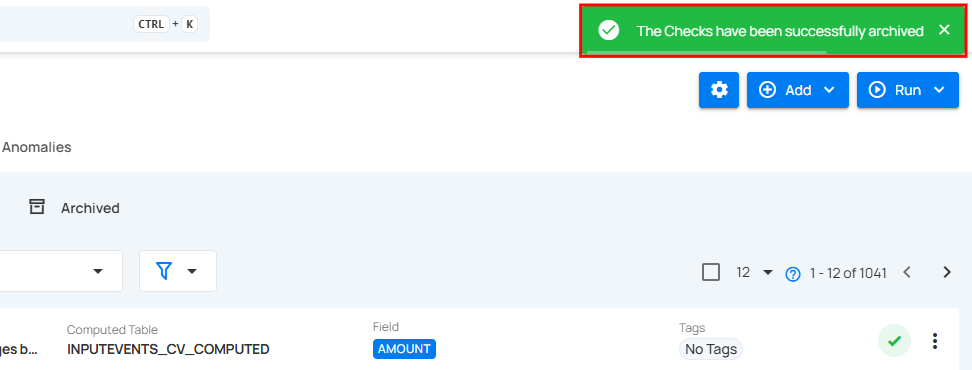 CTRL + K
The Checks have been successfully archived
Add
Run
Anomalies
Archived
12
1 - 12 of 1041
Computed Table
Field
Tags
INPUTEVENTS_CV_COMPUTED
AMOUNT
No Tags